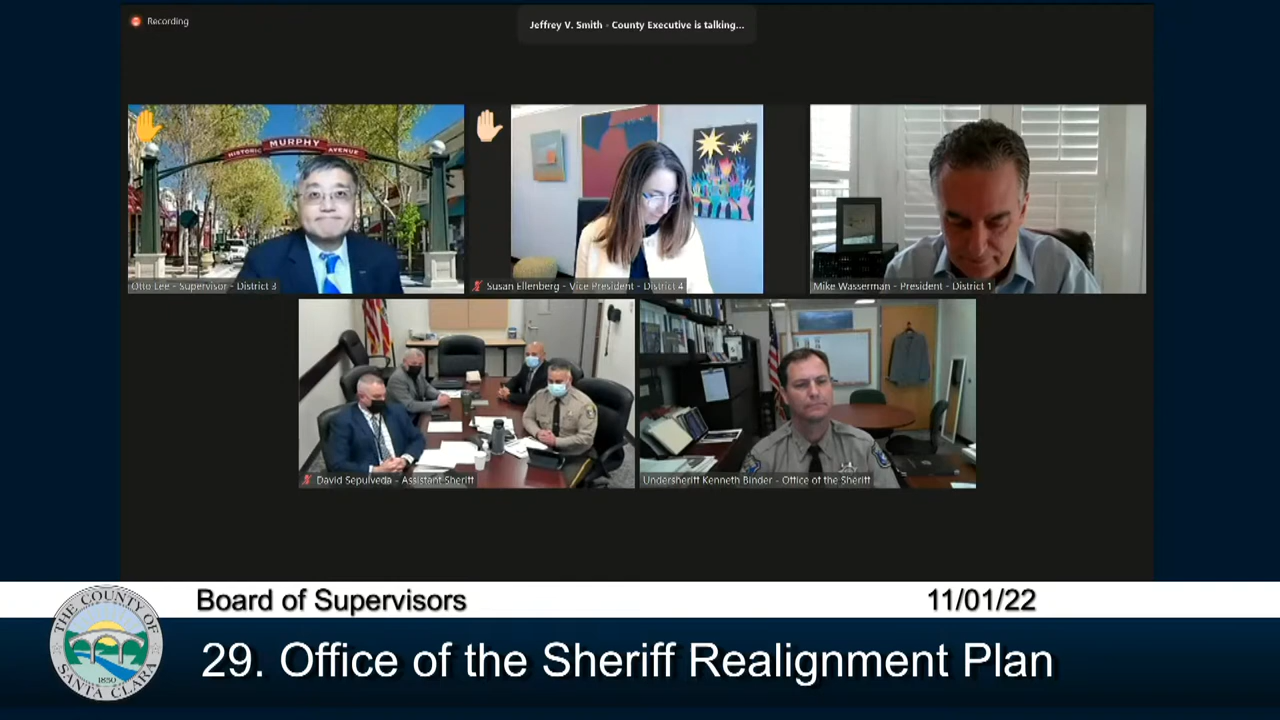 Recording
Jeffrey V. Smith - County Executive is talking...
HISTORIC MURPHY AVENUE
Otto Lee - Supervisor - District 3
Susan Ellenberg - Vice President - District 4
Mike Wasserman - President - District 1
David Sepulveda - Assistant Sheriff
Undersheriff Kenneth Binder - Office of the Sheriff
Board of Supervisors
11/01/22
THE COUNTY OF SANTA CLARA
1850
29. Office of the Sheriff Realignment Plan